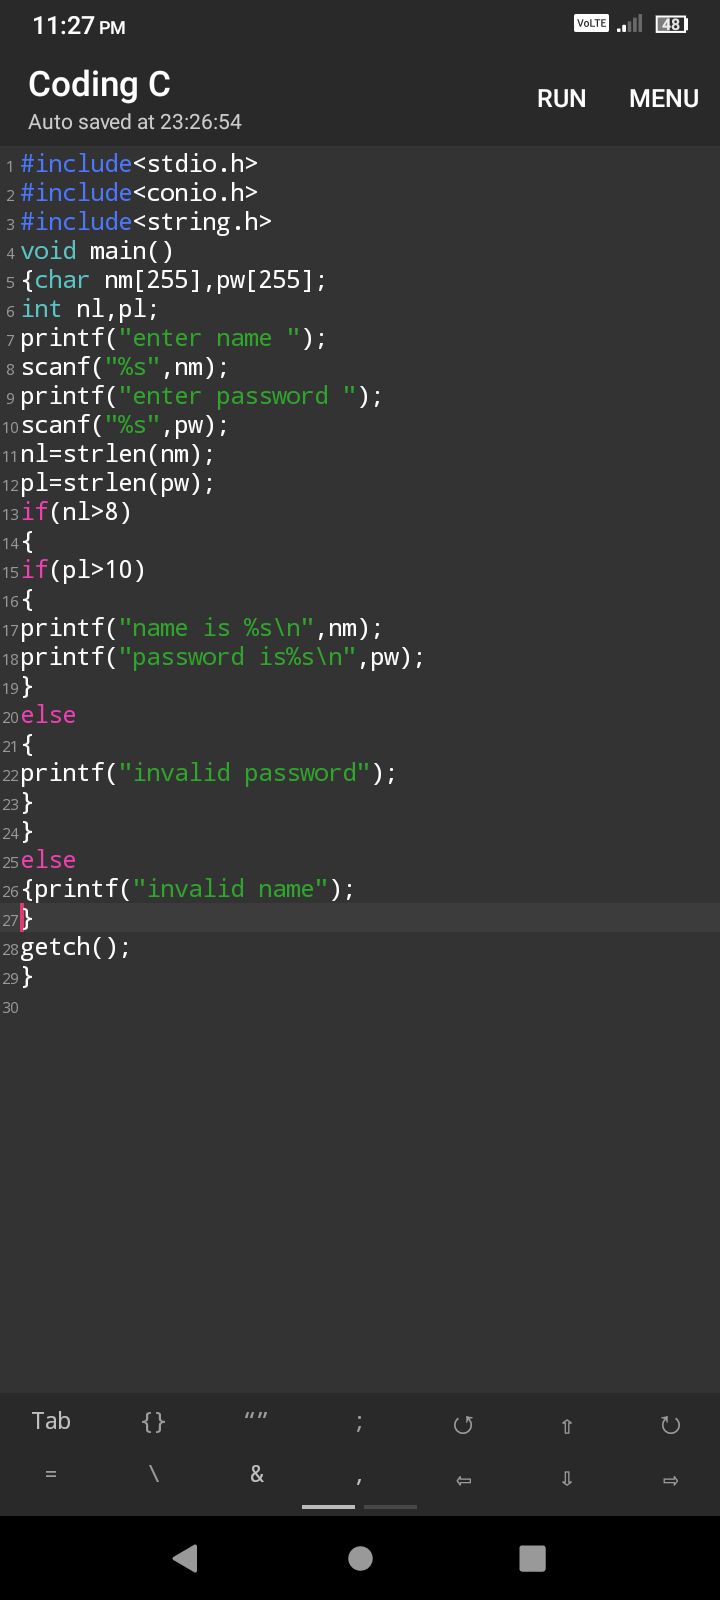 11:27 PM VoLTE 48
Coding C
RUN MENU
Auto saved at 23:26:54
1 #include<stdio.h>
2 #include<conio.h>
3 #include<string.h>
4 void main()
5 {char nm[255],pw[255];
6 int nl,pl;
7 printf("enter name ");
8 scanf("%s",nm);
9 printf("enter password ");
10 scanf("%s",pw);
11 nl=strlen(nm);
12 pl=strlen(pw);
13 if(nl>8)
14 {
15 if(pl>10)
16 {
17 printf("name is %s\n",nm);
18 printf("password is%s\n",pw);
19 }
20 else
21 {
22 printf("invalid password");
23 }
24 }
25 else
26 {printf("invalid name");
27 }
28 getch();
29 }
30
Tab {} “” ; ↺ ⇧ ↻
= \ & , ⇦ ⇩ ⇨